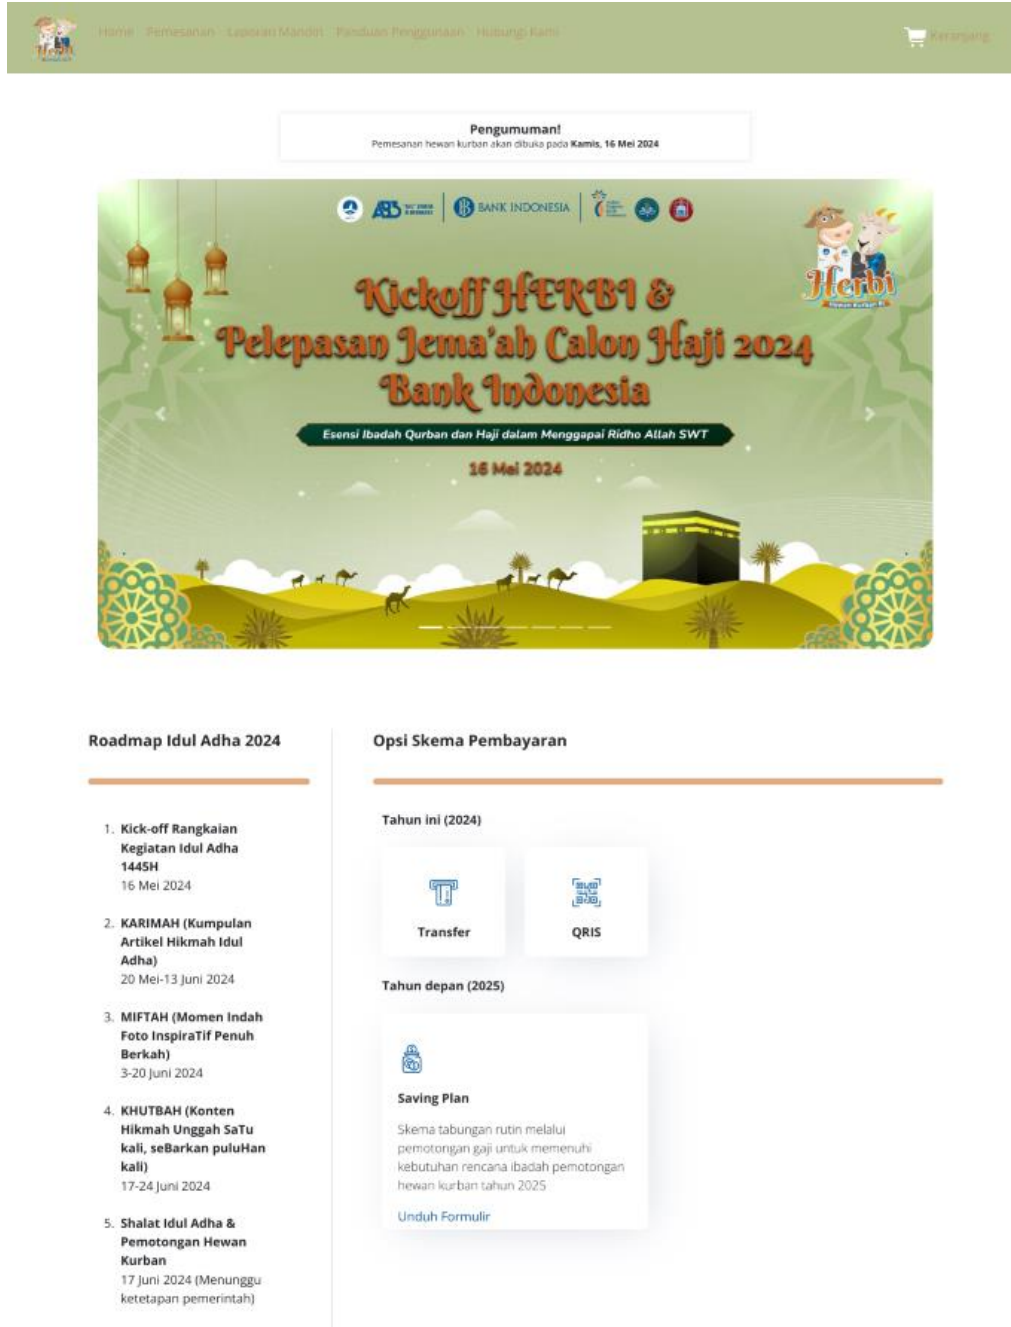 Home Pemesanan Laporan Mandiri Panduan Penggunaan Hubungi Kami
Keranjang
Pengumuman!
Pemesanan hewan kurban akan dibuka pada Kamis, 16 Mei 2024
BANK INDONESIA
Herbi
Kickoff HERBI &
Pelepasan Jema'ah Calon Haji 2024
Bank Indonesia
Esensi Ibadah Qurban dan Haji dalam Menggapai Ridho Allah SWT
16 Mei 2024
Roadmap Idul Adha 2024
1. Kick-off Rangkaian
Kegiatan Idul Adha
1445H
16 Mei 2024
2. KARIMAH (Kumpulan
Artikel Hikmah Idul
Adha)
20 Mei-13 Juni 2024
3. MIFTAH (Momen Indah
Foto InspiraTif Penuh
Berkah)
3-20 Juni 2024
4. KHUTBAH (Konten
Hikmah Unggah SaTu
kali, seBarkan puluHan
kali)
17-24 Juni 2024
5. Shalat Idul Adha &
Pemotongan Hewan
Kurban
17 Juni 2024 (Menunggu
ketetapan pemerintah)
Opsi Skema Pembayaran
Tahun ini (2024)
Transfer
QRIS
Tahun depan (2025)
Saving Plan
Skema tabungan rutin melalui
pemotongan gaji untuk memenuhi
kebutuhan rencana ibadah pemotongan
hewan kurban tahun 2025
Unduh Formulir